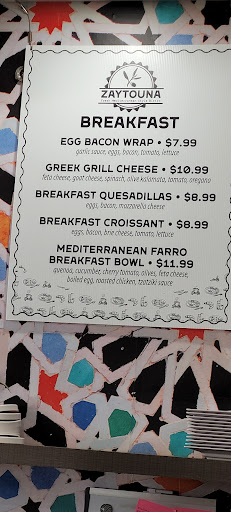 ZAYTOUNA
BREAKFAST
EGG BACON WRAP • $7.99
garlic sauce, eggs, bacon, tomato, lettuce
GREEK GRILL CHEESE • $10.99
feta cheese, goat cheese, spinach, olive kalamata, tomato, oregano
BREAKFAST QUESADILLAS • $8.99
eggs, bacon, mozzarella cheese
BREAKFAST CROISSANT • $8.99
eggs, bacon, brie cheese, tomato, lettuce
MEDITERRANEAN FARRO
BREAKFAST BOWL • $11.99
quenoa, cucumber, cherry tomato, olives, feta cheese,
boiled egg, roasted chicken, tzatziki sauce